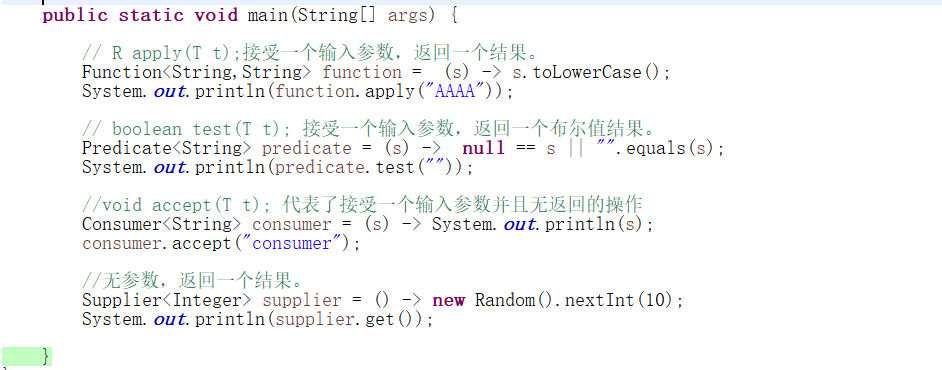 public static void main(String[] args) {
// R apply(T t);接受一个输入参数，返回一个结果。
Function<String,String> function =  (s) -> s.toLowerCase();
System.out.println(function.apply("AAAA"));
// boolean test(T t); 接受一个输入参数，返回一个布尔值结果。
Predicate<String> predicate = (s) ->  null == s || "".equals(s);
System.out.println(predicate.test(""));
//void accept(T t); 代表了接受一个输入参数并且无返回的操作
Consumer<String> consumer = (s) -> System.out.println(s);
consumer.accept("consumer");
//无参数，返回一个结果。
Supplier<Integer> supplier = () -> new Random().nextInt(10);
System.out.println(supplier.get());
}